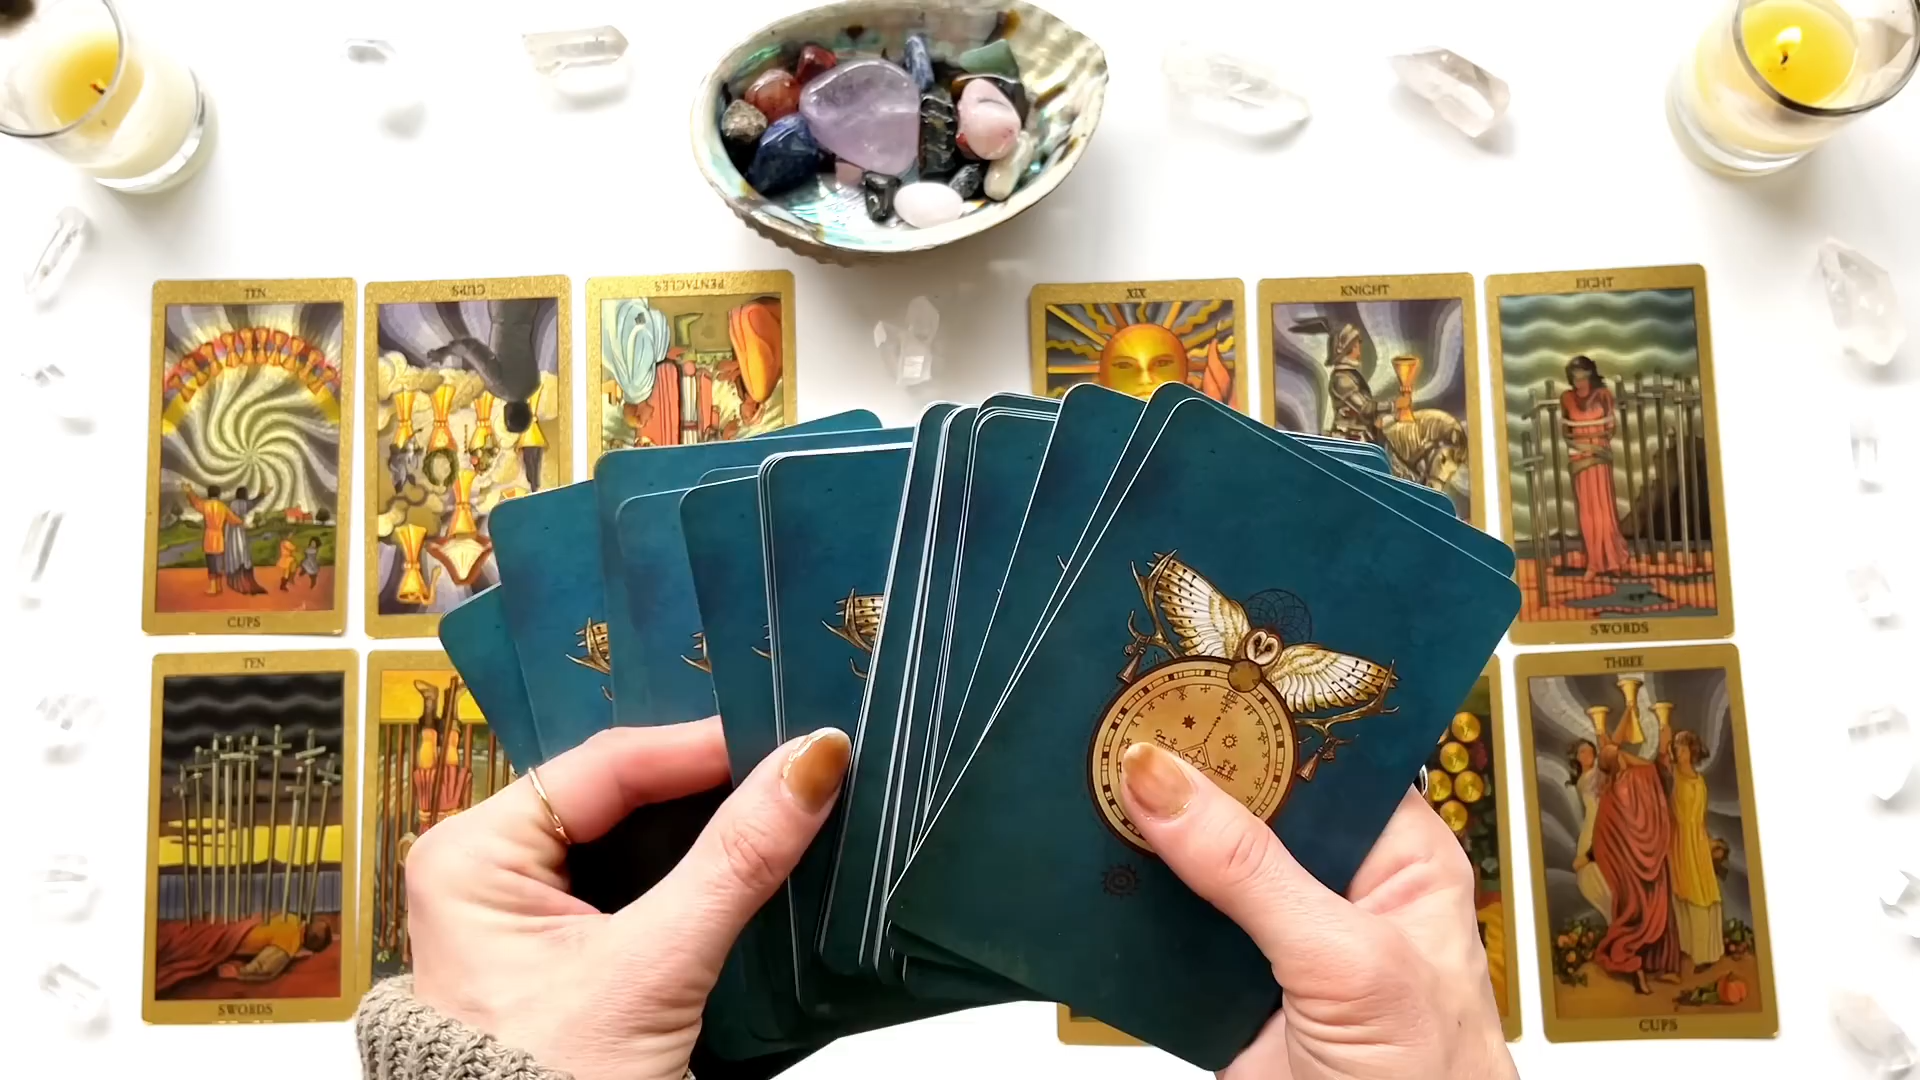 TEN
CUPS
PENTACLES
XIX
KNIGHT
EIGHT
CUPS
SWORDS
TEN
THREE
SWORDS
CUPS